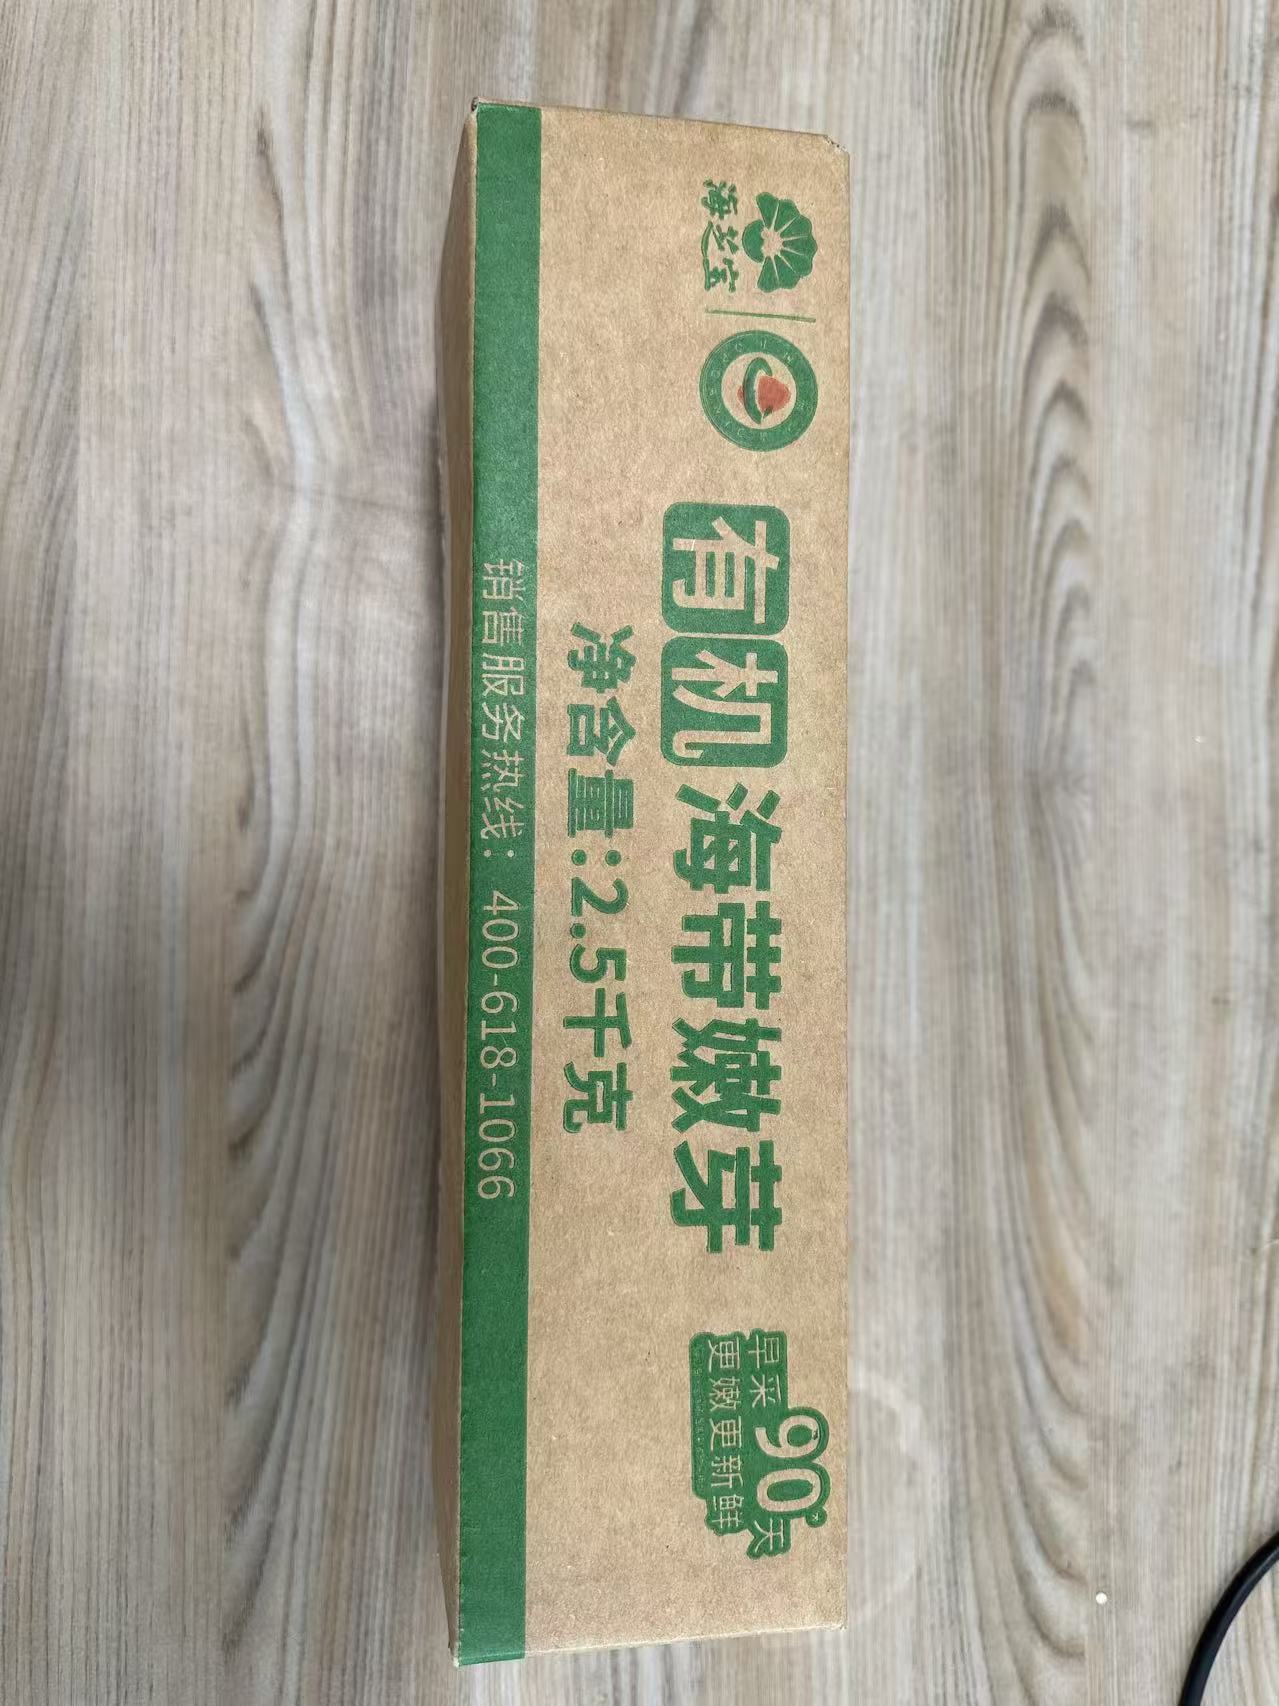 海兰宝
有机海带嫩芽
净含量:2.5千克
早采90天
更嫩更新鲜
销售服务热线：400-618-1066